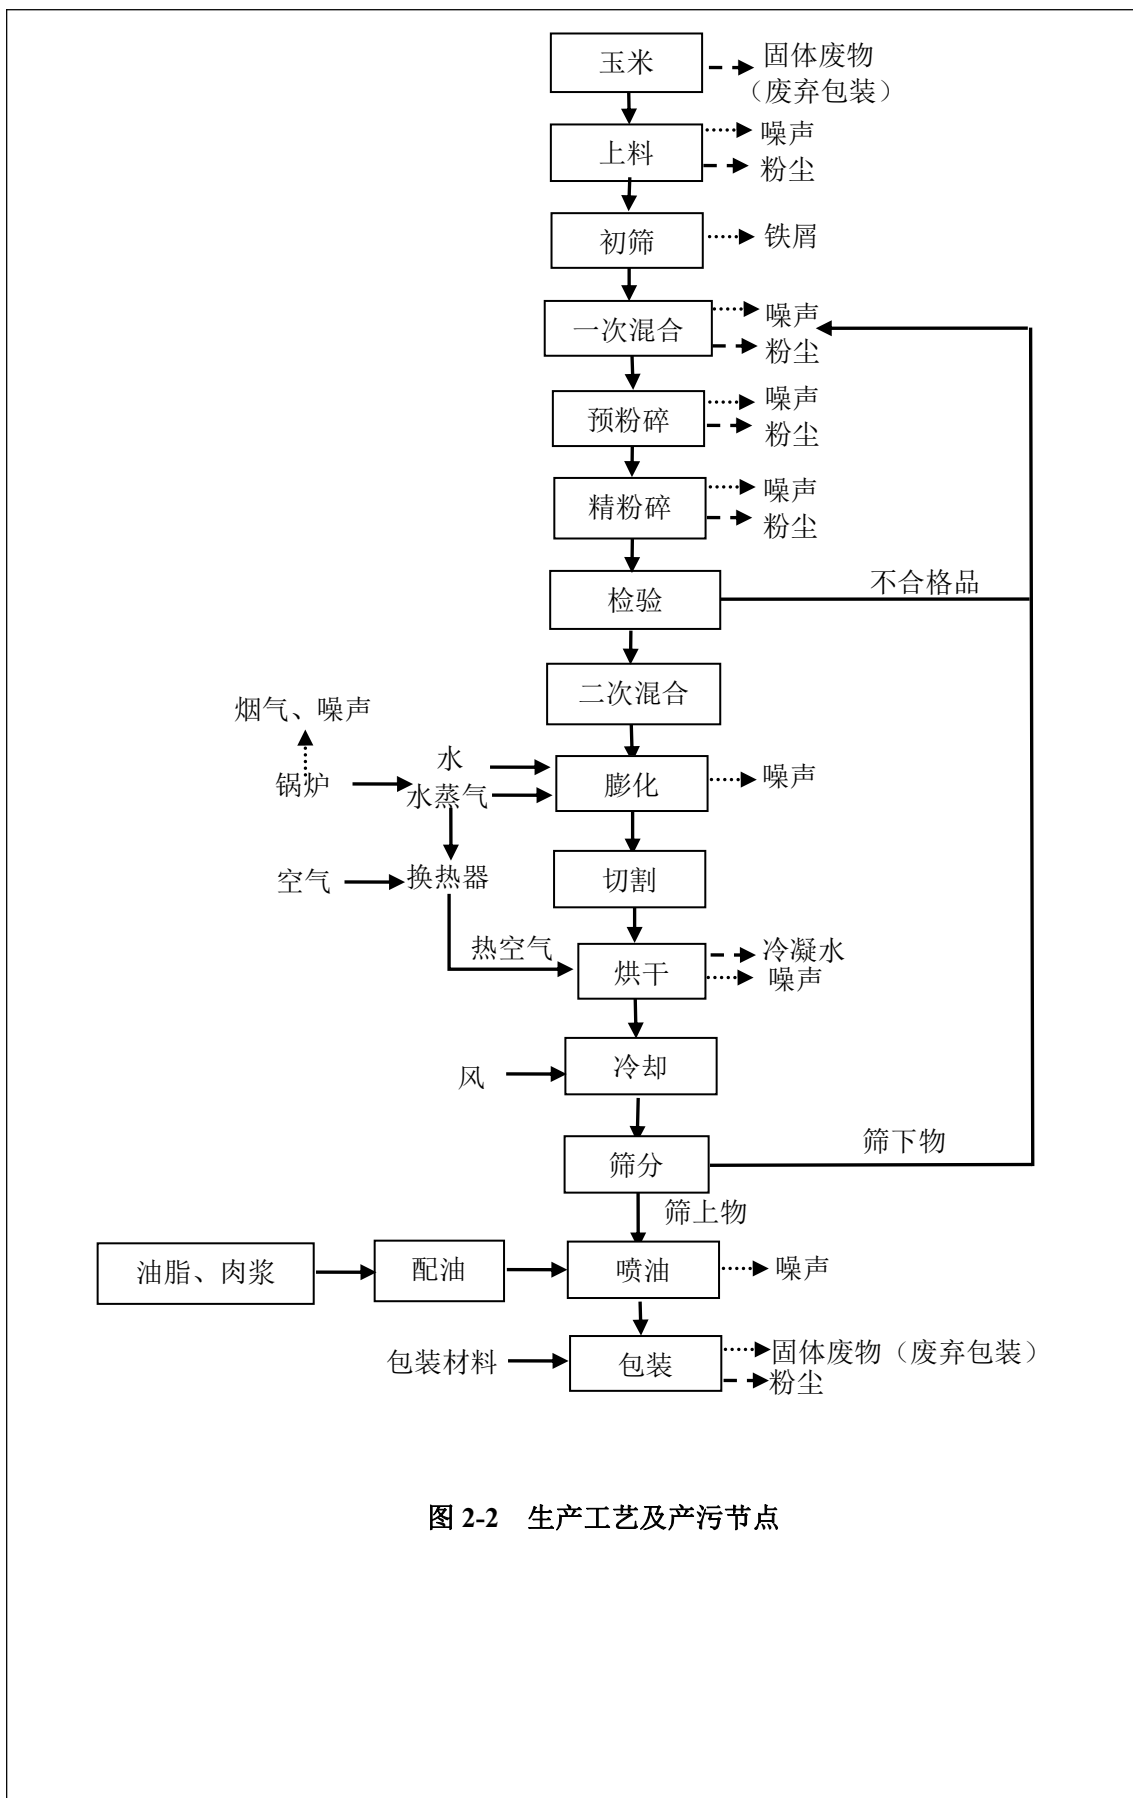 玉米
固体废物
（废弃包装）
上料
噪声
粉尘
初筛
铁屑
一次混合
噪声
粉尘
预粉碎
噪声
粉尘
精粉碎
噪声
粉尘
检验
不合格品
二次混合
烟气、噪声
锅炉
水
水蒸气
膨化
噪声
空气
换热器
切割
热空气
烘干
冷凝水
噪声
风
冷却
筛分
筛下物
筛上物
油脂、肉浆
配油
喷油
噪声
包装材料
包装
固体废物（废弃包装）
粉尘
图 2-2 生产工艺及产污节点